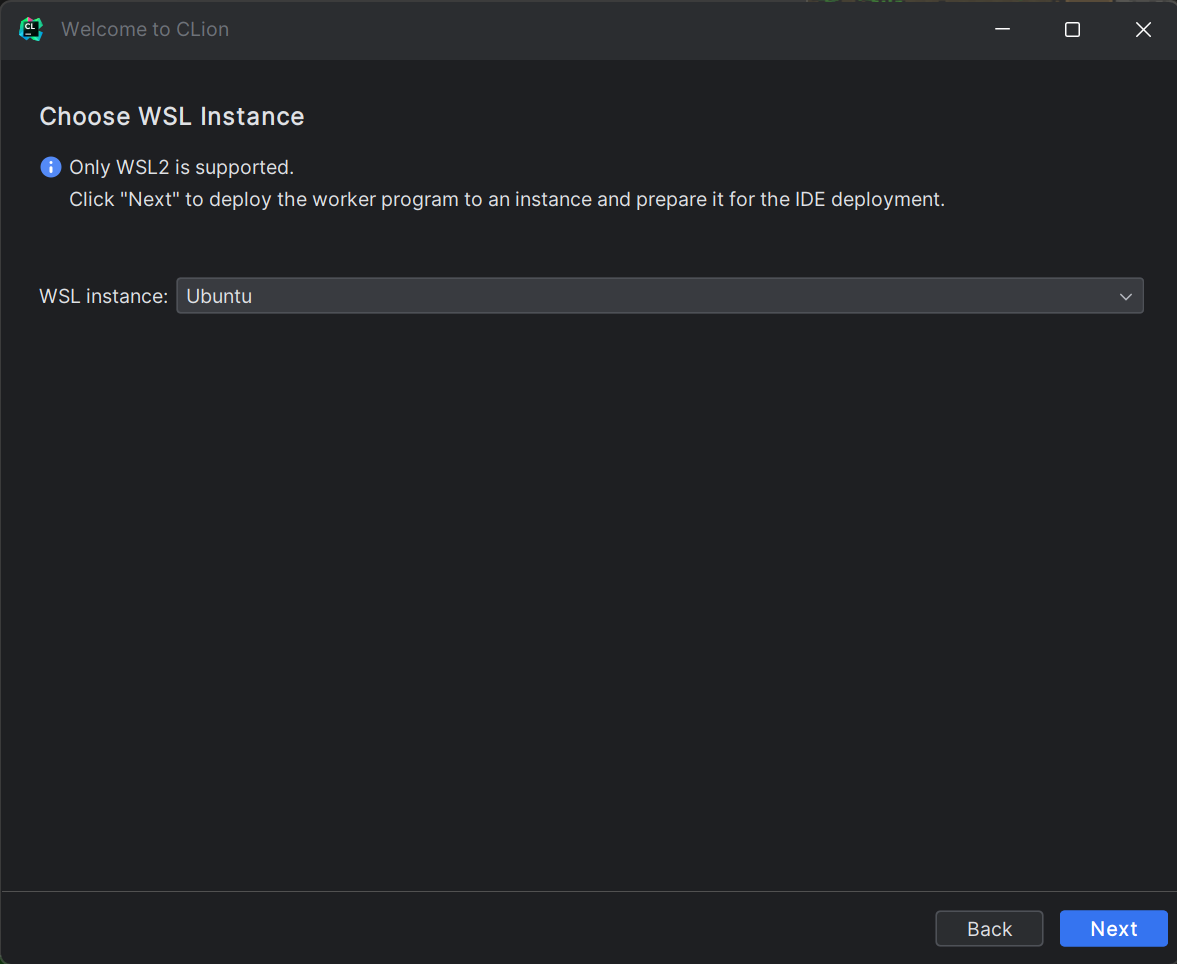 CL
Welcome to CLion
Choose WSL Instance
Only WSL2 is supported.
Click "Next" to deploy the worker program to an instance and prepare it for the IDE deployment.
WSL instance: Ubuntu
Back Next